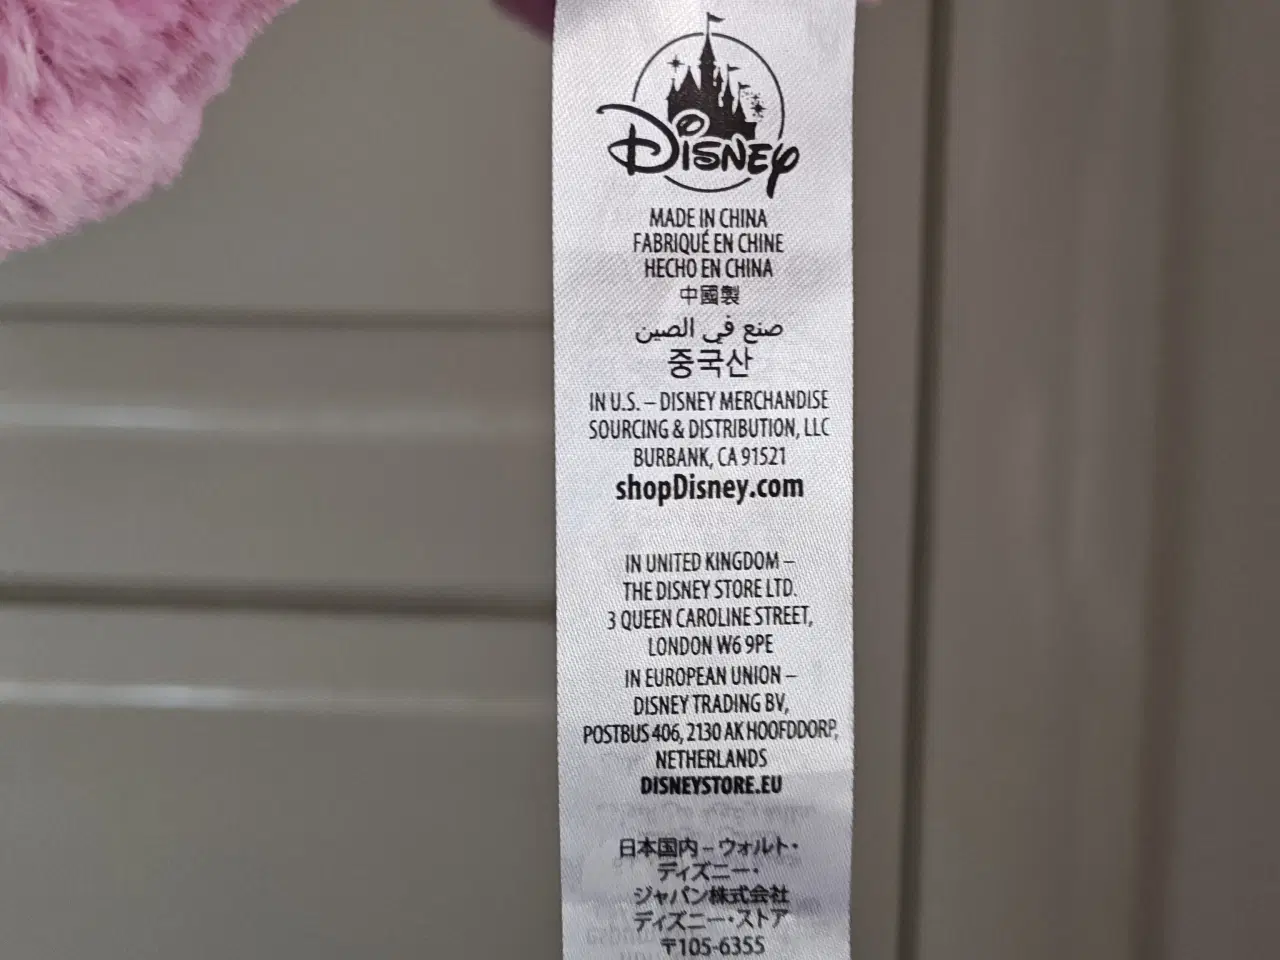 Disney
MADE IN CHINA
FABRIQUÉ EN CHINE
HECHO EN CHINA
中國製
صنع في الصين
중국산
IN U.S. – DISNEY MERCHANDISE
SOURCING & DISTRIBUTION, LLC
BURBANK, CA 91521
shopDisney.com
IN UNITED KINGDOM –
THE DISNEY STORE LTD.
3 QUEEN CAROLINE STREET,
LONDON W6 9PE
IN EUROPEAN UNION –
DISNEY TRADING BV,
POSTBUS 406, 2130 AK HOOFDDORP,
NETHERLANDS
DISNEYSTORE.EU
日本国内 – ウォルト・
ディズニー・
ジャパン株式会社
ディズニー・ストア
〒105-6355